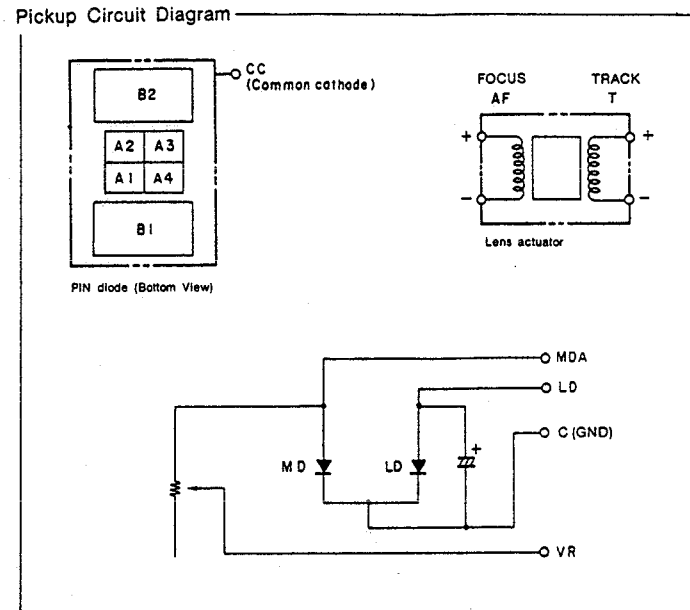 Pickup Circuit Diagram
CC
(Common cathode)
B2
A2 A3
A1 A4
B1
PIN diode (Bottom View)
FOCUS TRACK
AF T
+ +
− −
Lens actuator
MDA
LD
C (GND)
+
MD LD
VR